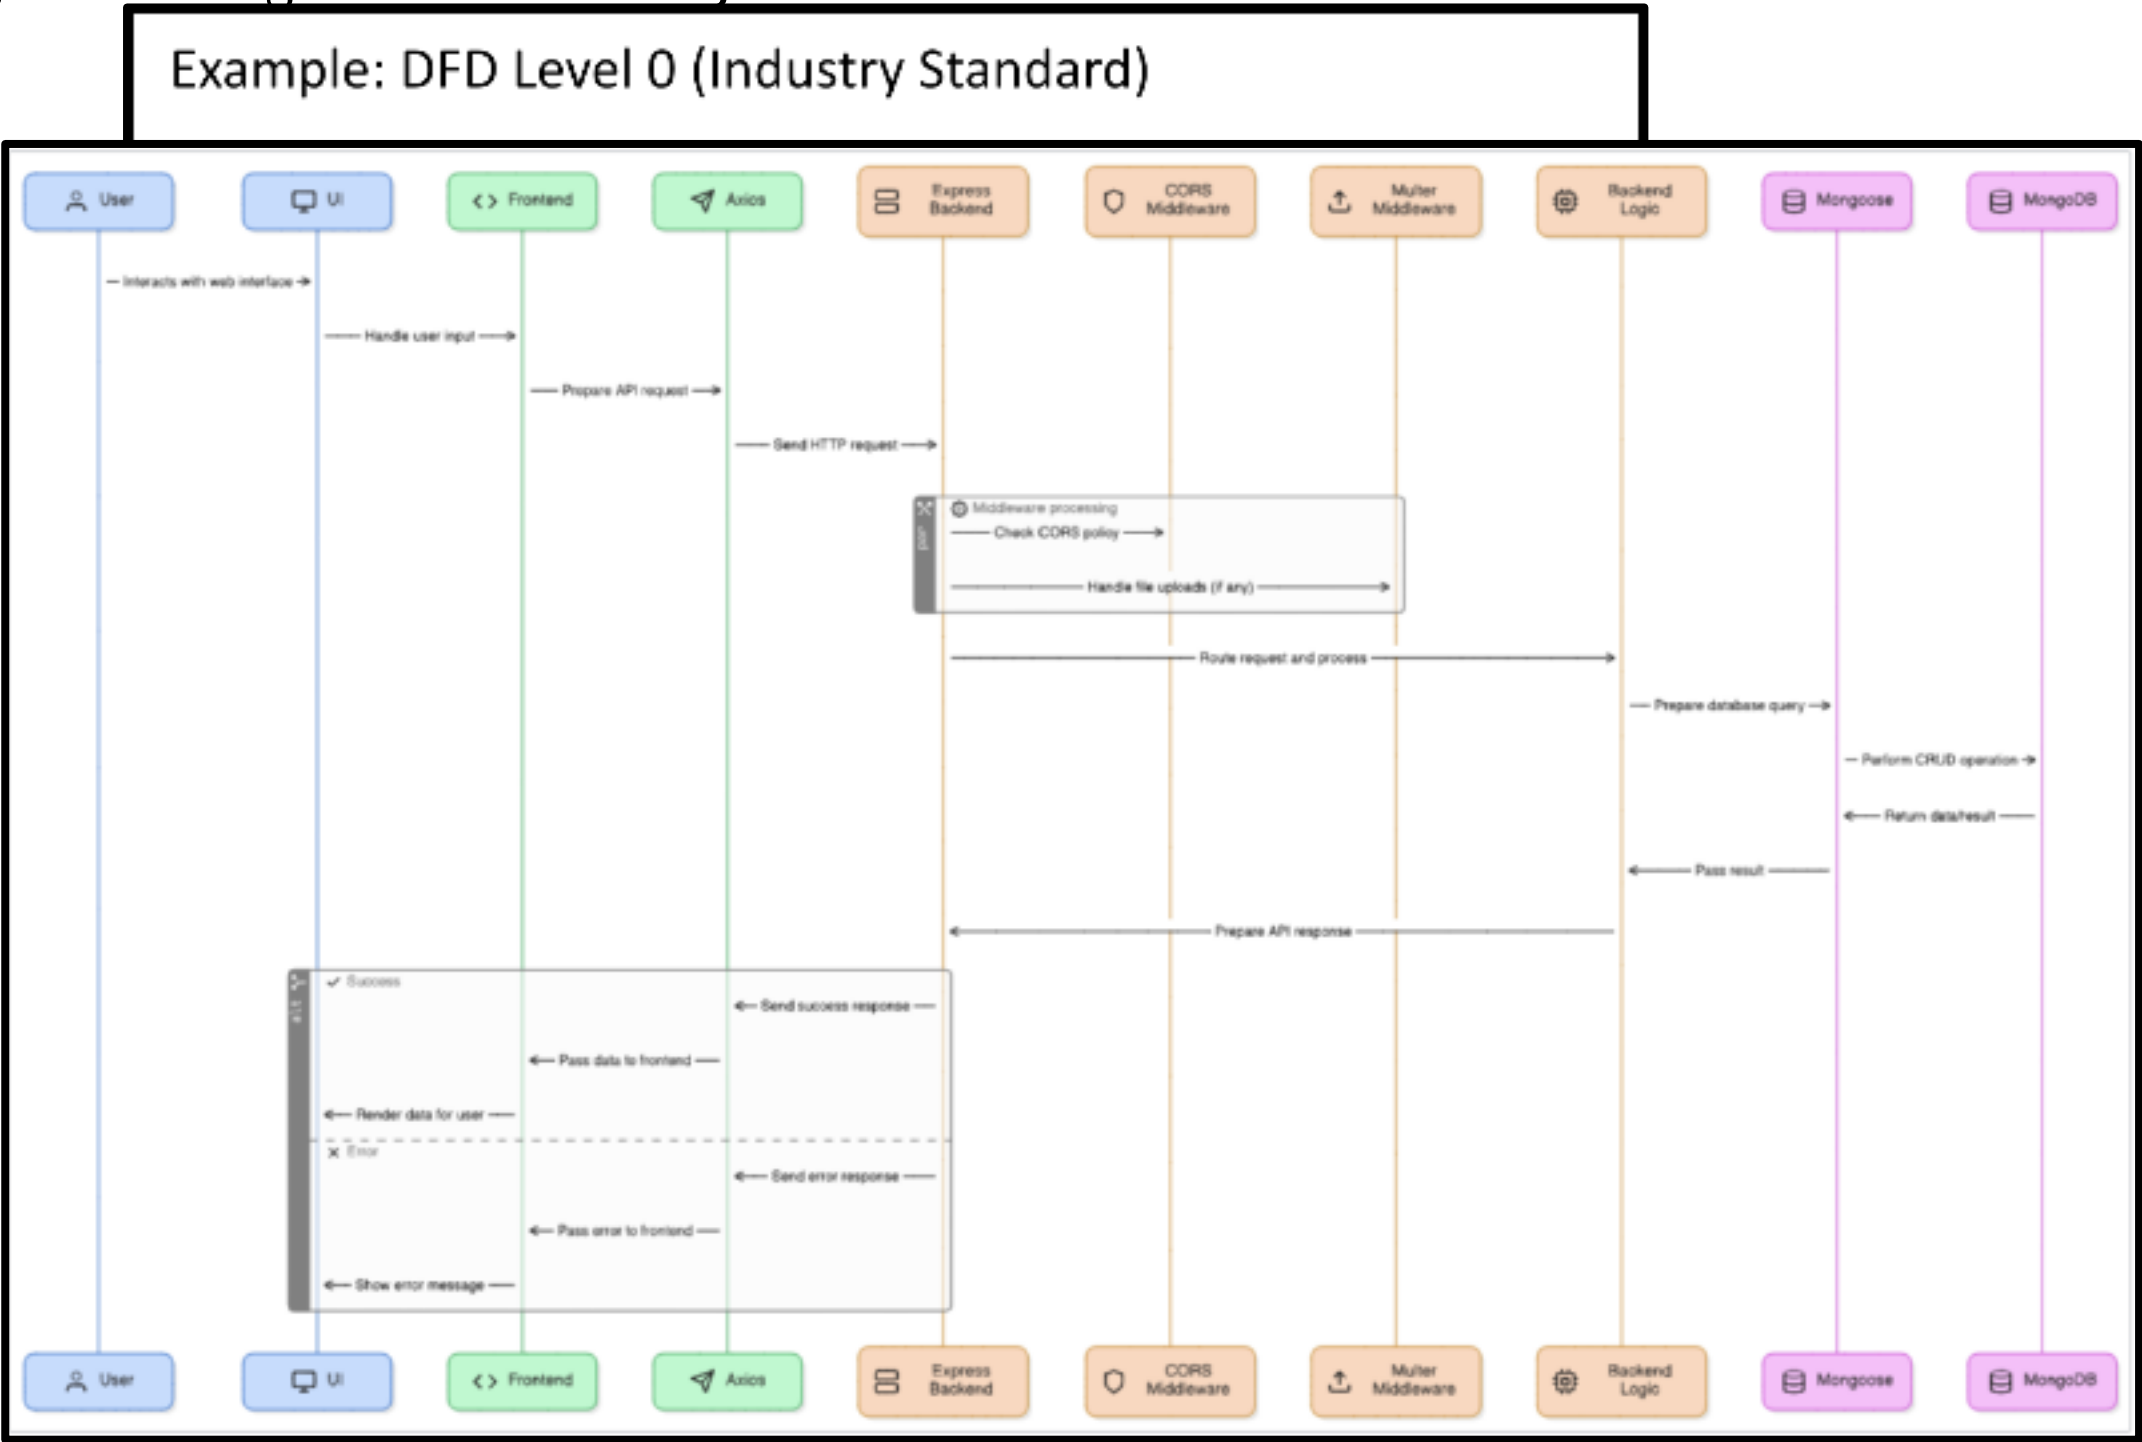 Example: DFD Level 0 (Industry Standard)
User
UI
Frontend
Axios
Express
Backend
CORS
Middleware
Multer
Middleware
Backend
Logic
Mongoose
MongoDB
Interacts with web interface
Handle user input
Prepare API request
Send HTTP request
par
Middleware processing
Check CORS policy
Handle file uploads (if any)
Route request and process
Prepare database query
Perform CRUD operation
Return data/result
Pass result
Prepare API response
alt
Success
Send success response
Pass data to frontend
Render data for user
Error
Send error response
Pass error to frontend
Show error message
User
UI
Frontend
Axios
Express
Backend
CORS
Middleware
Multer
Middleware
Backend
Logic
Mongoose
MongoDB